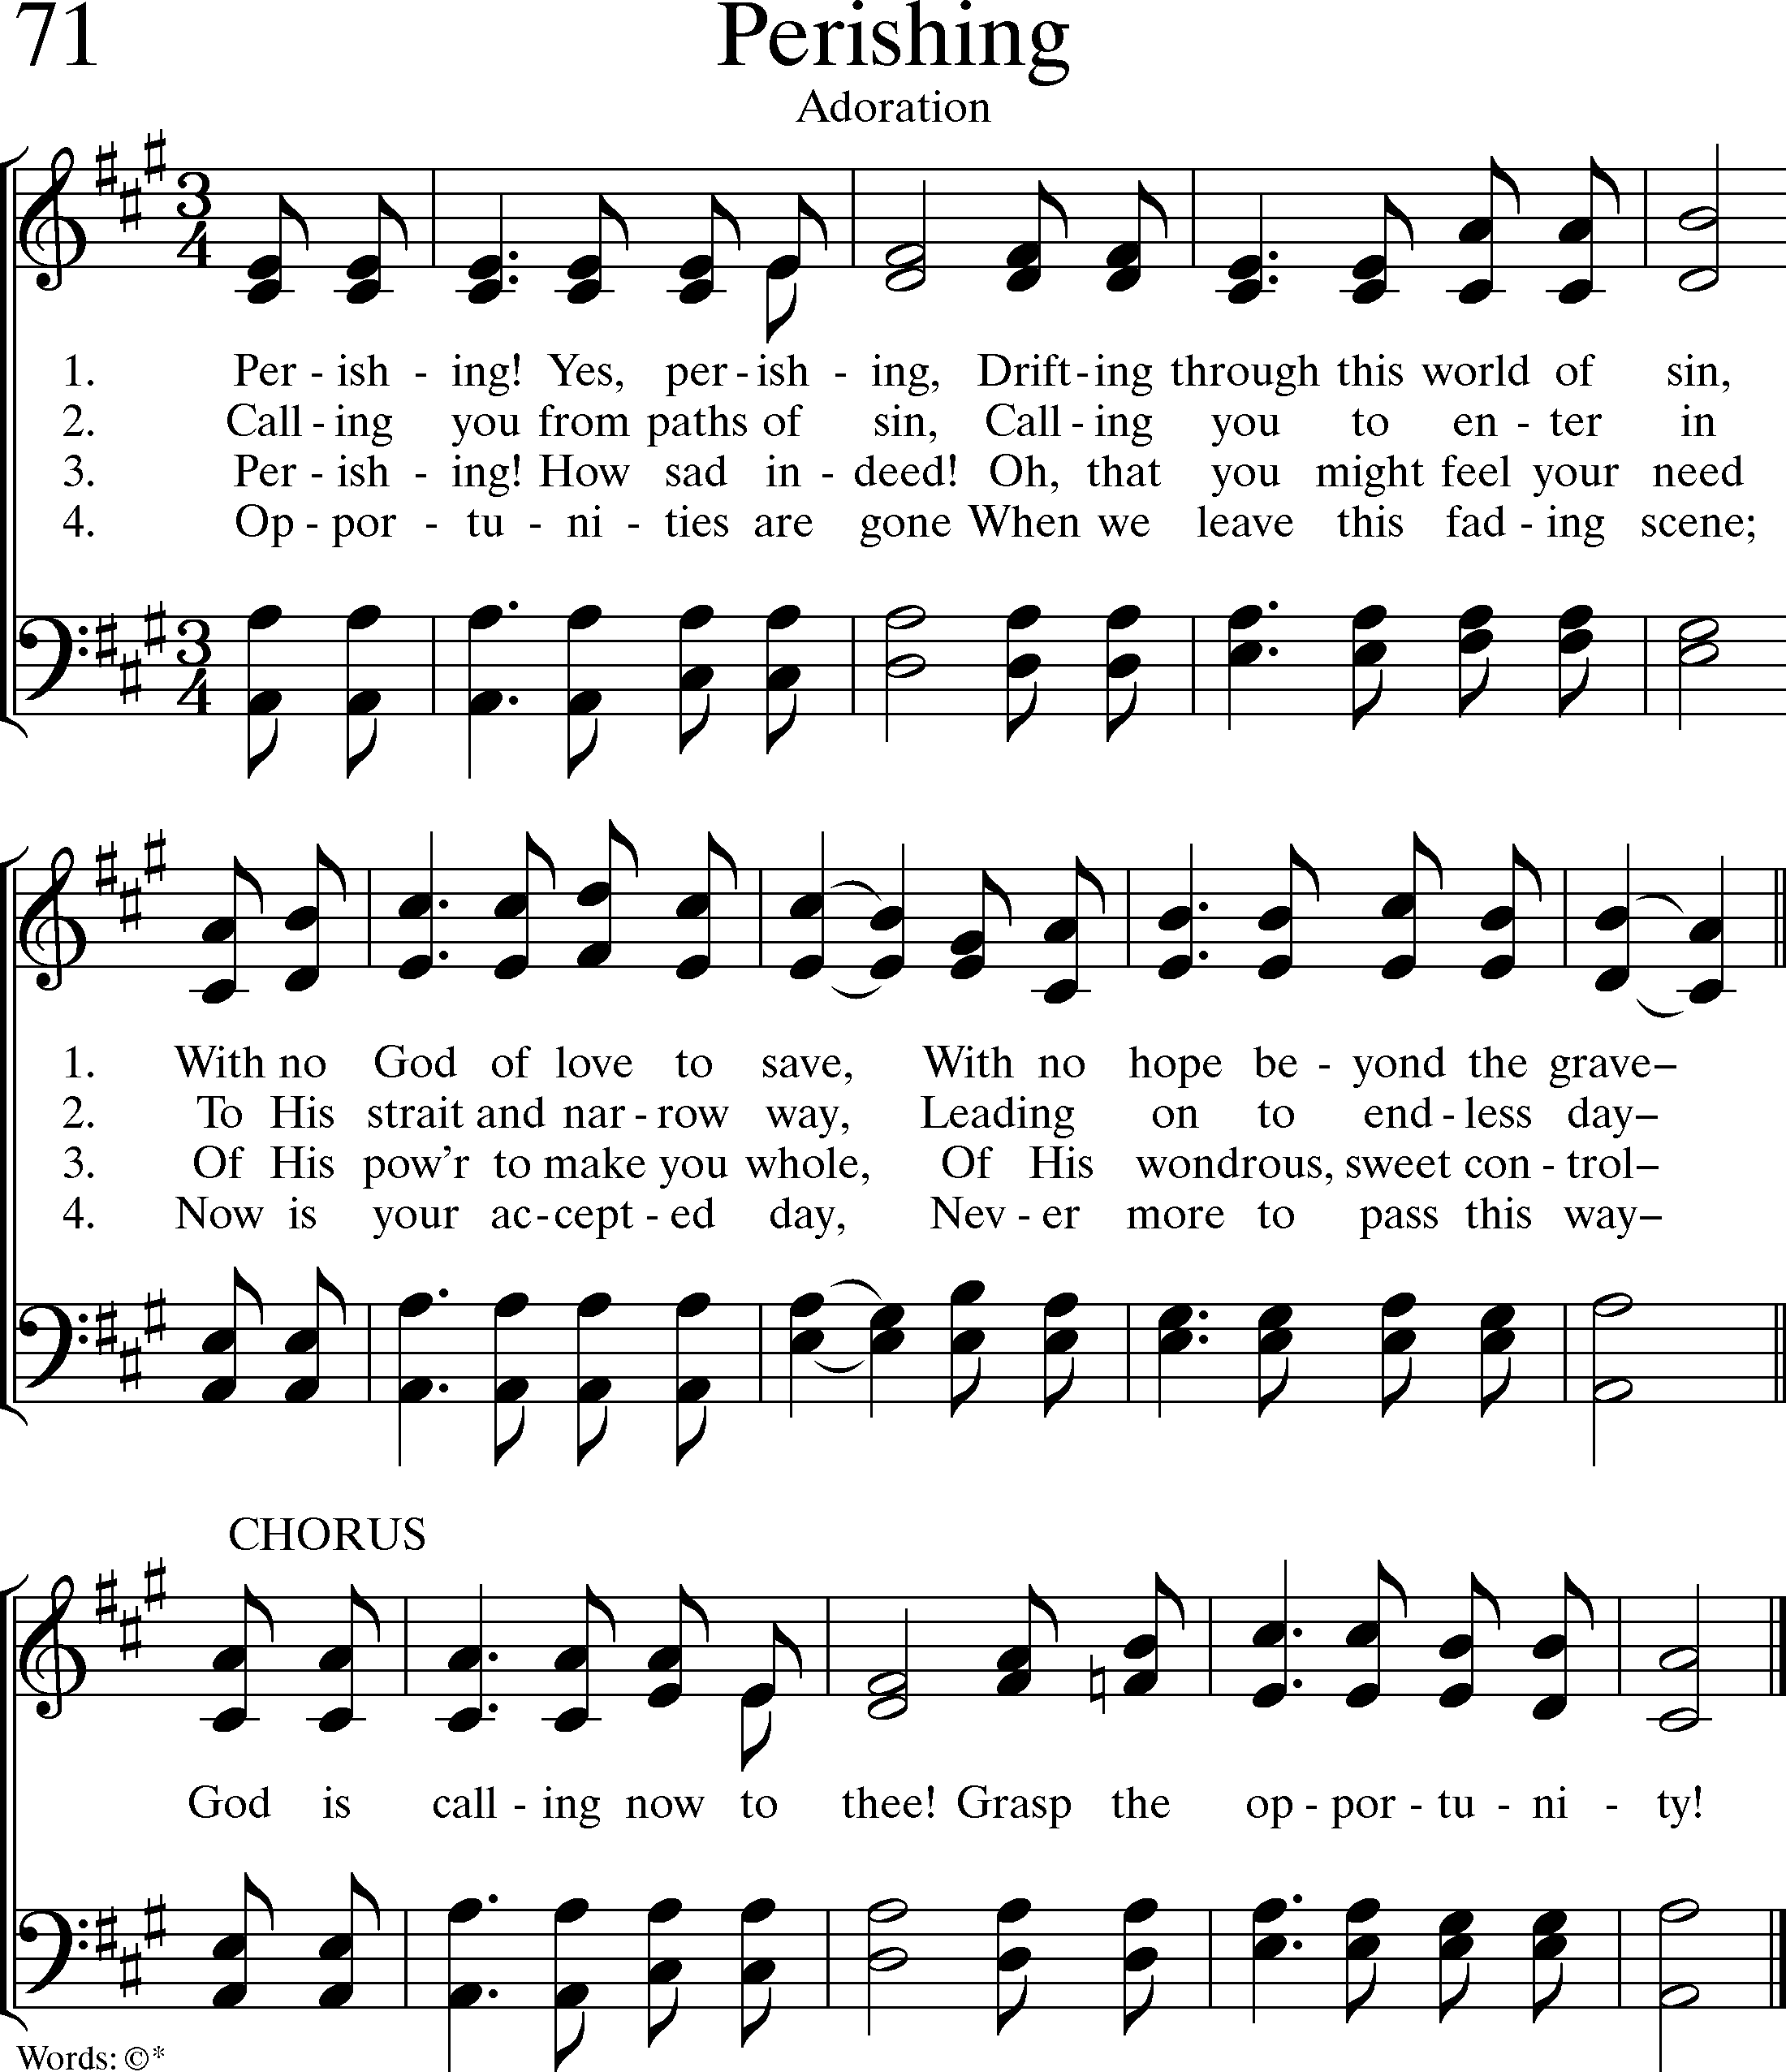 71
Perishing
Adoration
3
4
1. Per - ish - ing! Yes, per - ish - ing, Drift - ing through this world of sin,
2. Call - ing you from paths of sin, Call - ing you to en - ter in
3. Per - ish - ing! How sad in - deed! Oh, that you might feel your need
4. Op - por - tu - ni - ties are gone When we leave this fad - ing scene;
3
4
1. With no God of love to save, With no hope be - yond the grave–
2. To His strait and nar - row way, Leading on to end - less day–
3. Of His pow'r to make you whole, Of His wondrous, sweet con - trol–
4. Now is your ac - cept - ed day, Nev - er more to pass this way–
CHORUS
God is call - ing now to thee! Grasp the op - por - tu - ni - ty!
Words: ©*